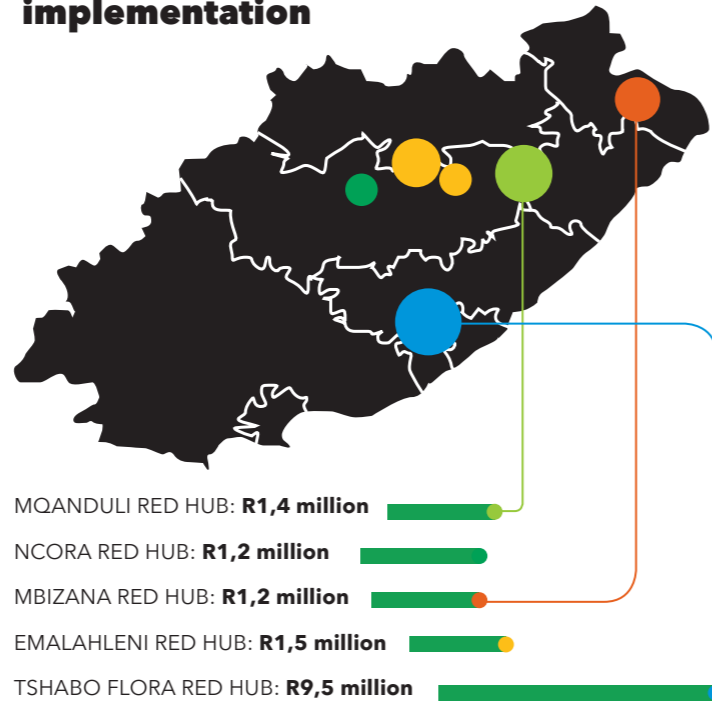 implementation
MQANDULI RED HUB: R1,4 million
NCORA RED HUB: R1,2 million
MBIZANA RED HUB: R1,2 million
EMALAHLENI RED HUB: R1,5 million
TSHABO FLORA RED HUB: R9,5 million